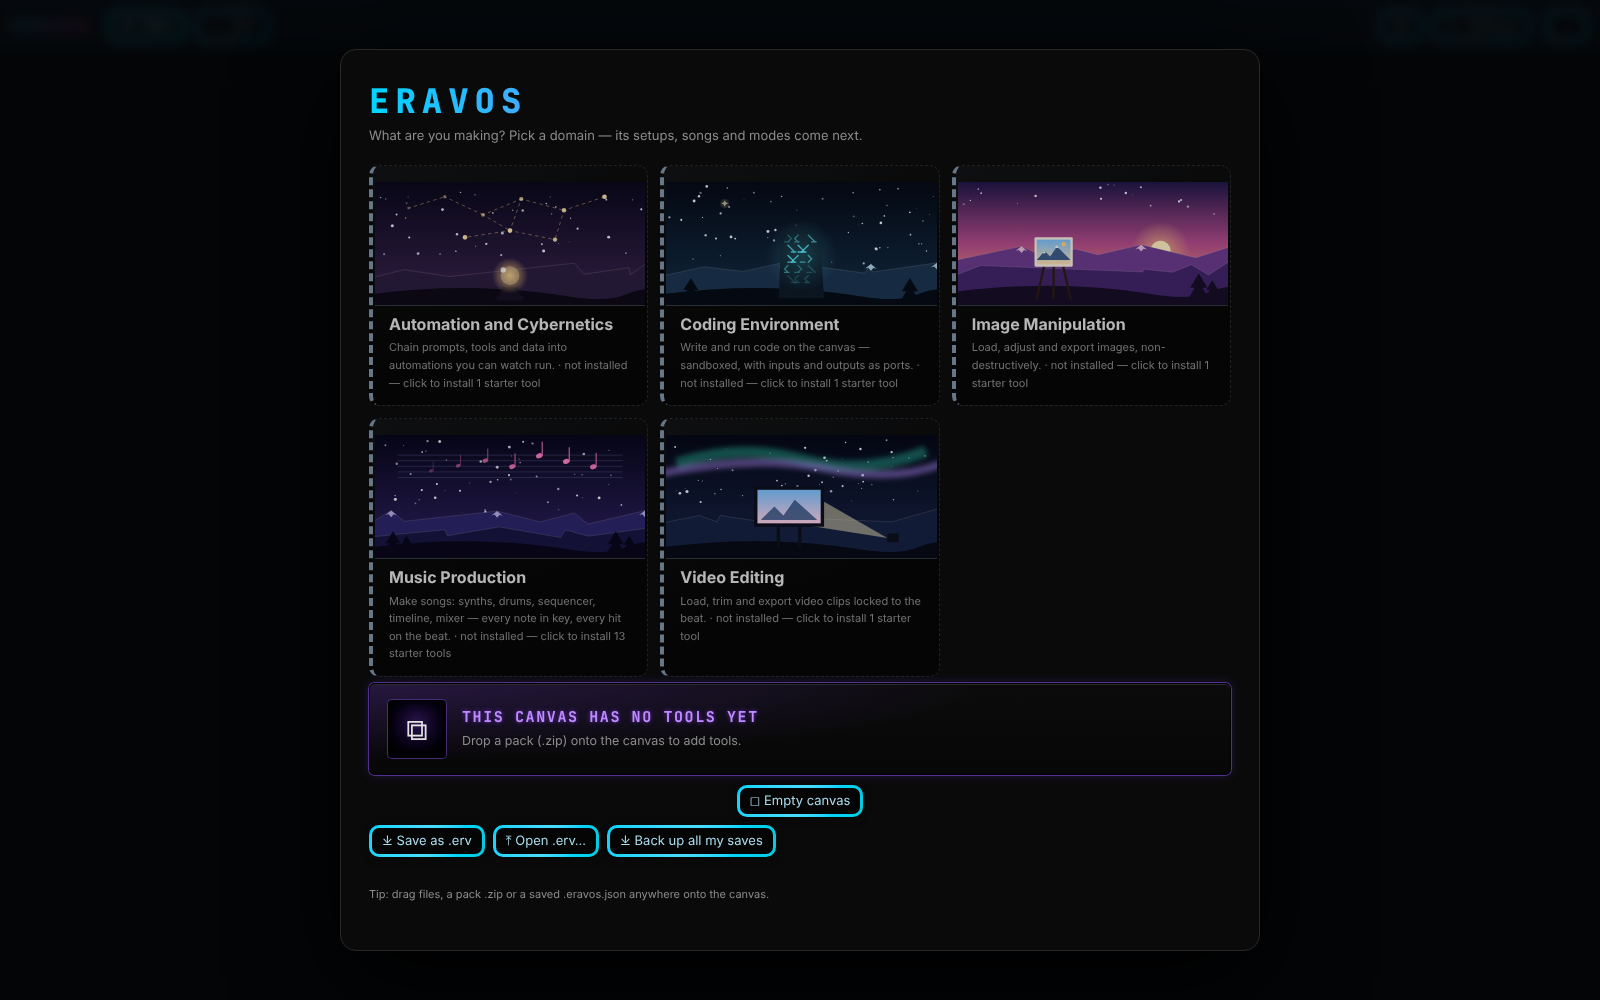 ERAVOS
What are you making? Pick a domain — its setups, songs and modes come next.
Automation and Cybernetics
Chain prompts, tools and data into
automations you can watch run. · not installed
— click to install 1 starter tool
Coding Environment
Write and run code on the canvas —
sandboxed, with inputs and outputs as ports. ·
not installed — click to install 1 starter tool
Image Manipulation
Load, adjust and export images, non-
destructively. · not installed — click to install 1
starter tool
Music Production
Make songs: synths, drums, sequencer,
timeline, mixer — every note in key, every hit
on the beat. · not installed — click to install 13
starter tools
Video Editing
Load, trim and export video clips locked to the
beat. · not installed — click to install 1 starter
tool
THIS CANVAS HAS NO TOOLS YET
Drop a pack (.zip) onto the canvas to add tools.
Empty canvas
Save as .erv
Open .erv...
Back up all my saves
Tip: drag files, a pack .zip or a saved .eravos.json anywhere onto the canvas.